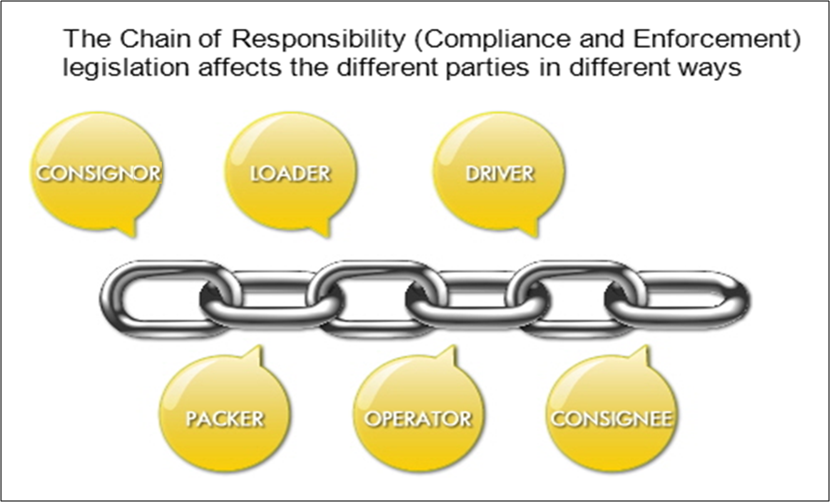 The Chain of Responsibility (Compliance and Enforcement)
legislation affects the different parties in different ways
CONSIGNOR
LOADER
DRIVER
PACKER
OPERATOR
CONSIGNEE